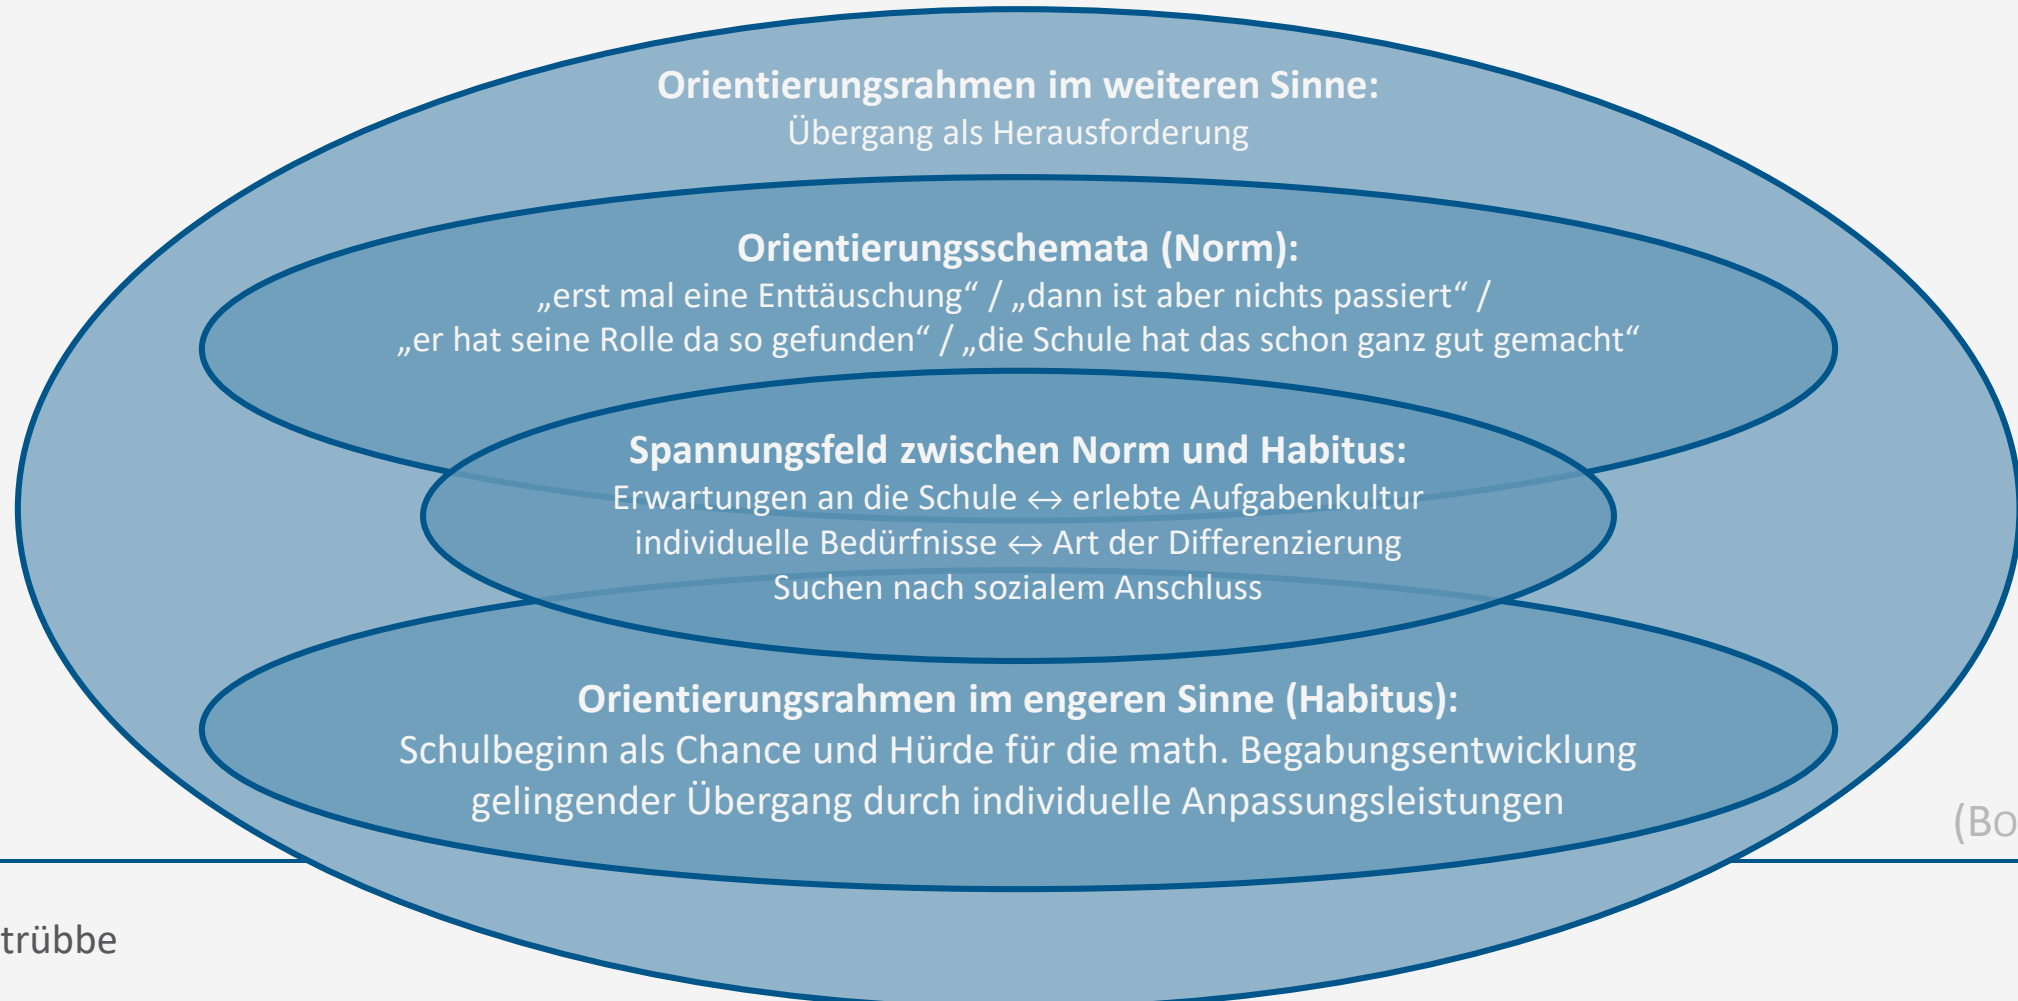 Orientierungsrahmen im weiteren Sinne:
Übergang als Herausforderung
Orientierungsschemata (Norm):
„erst mal eine Enttäuschung“ / „dann ist aber nichts passiert“ /
„er hat seine Rolle da so gefunden“ / „die Schule hat das schon ganz gut gemacht“
Spannungsfeld zwischen Norm und Habitus:
Erwartungen an die Schule ↔ erlebte Aufgabenkultur
individuelle Bedürfnisse ↔ Art der Differenzierung
Suchen nach sozialem Anschluss
Orientierungsrahmen im engeren Sinne (Habitus):
Schulbeginn als Chance und Hürde für die math. Begabungsentwicklung
gelingender Übergang durch individuelle Anpassungsleistungen
(Bo
trübbe